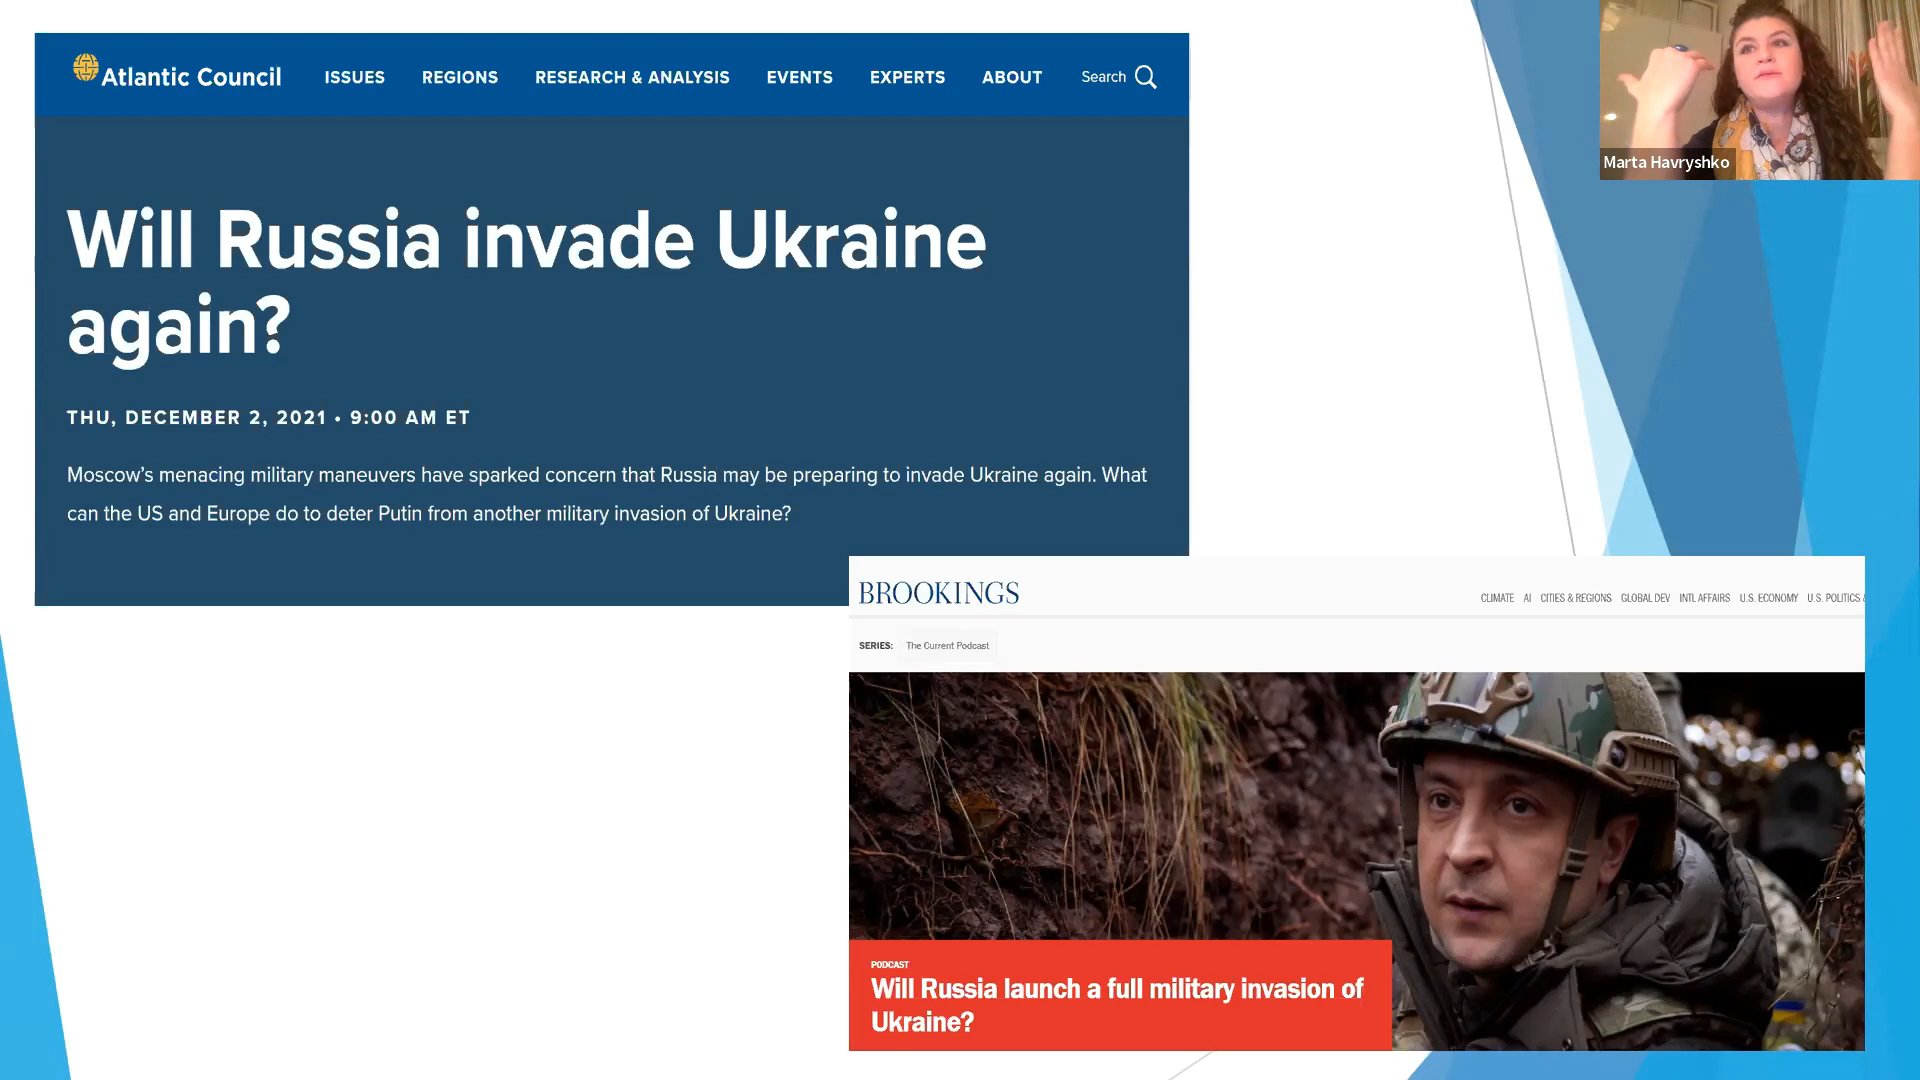 Atlantic Council ISSUES REGIONS RESEARCH & ANALYSIS EVENTS EXPERTS ABOUT Search
Marta Havryshko
Will Russia invade Ukraine
again?
THU, DECEMBER 2, 2021 • 9:00 AM ET
Moscow’s menacing military maneuvers have sparked concern that Russia may be preparing to invade Ukraine again. What
can the US and Europe do to deter Putin from another military invasion of Ukraine?
BROOKINGS
CLIMATE AI CITIES & REGIONS GLOBAL DEV INTL AFFAIRS U.S. ECONOMY U.S. POLITICS &
SERIES: The Current Podcast
PODCAST
Will Russia launch a full military invasion of
Ukraine?